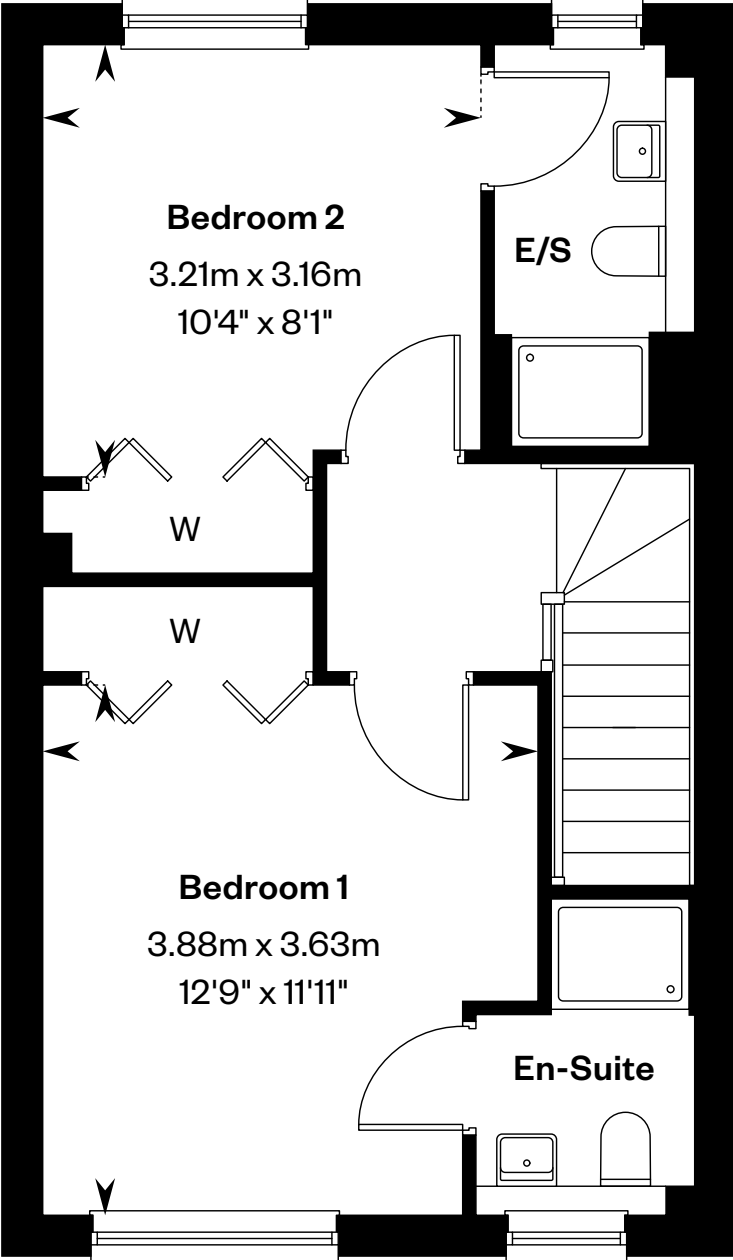 Bedroom 2
3.21m x 3.16m
10'4" x 8'1"
E/S
W
W
Bedroom 1
3.88m x 3.63m
12'9" x 11'11"
En-Suite